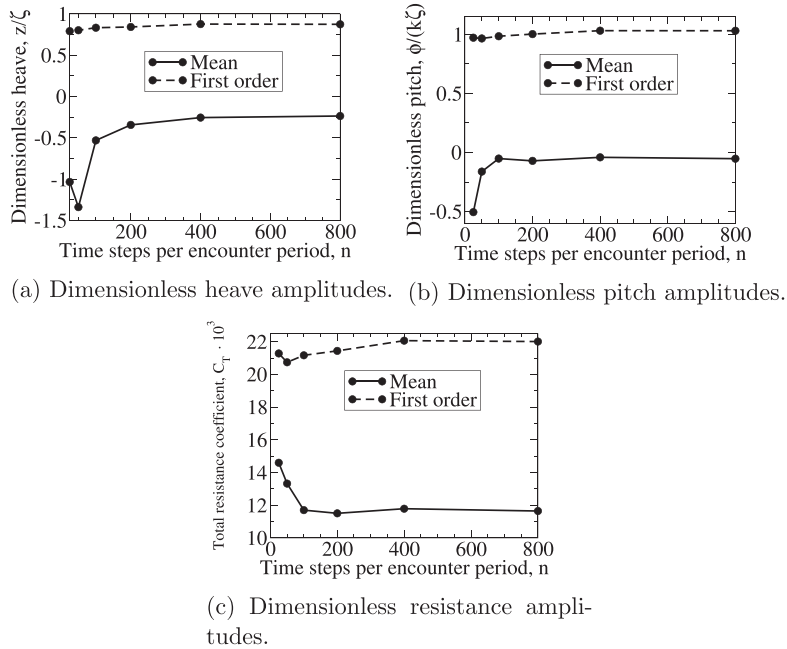 1
0.5
0
-0.5
-1
-1.5
Dimensionless heave, z/ζ
Mean
First order
200 400 600 800
Time steps per encounter period, n
(a) Dimensionless heave amplitudes.
1
0.5
0
-0.5
Dimensionless pitch, ϕ/(kζ)
Mean
First order
0 200 400 600 800
Time steps per encounter period, n
(b) Dimensionless pitch amplitudes.
22
20
18
16
14
12
10
Total resistance coefficient, C_T · 10³
Mean
First order
0 200 400 600 800
Time steps per encounter period, n
(c) Dimensionless resistance ampli-
tudes.